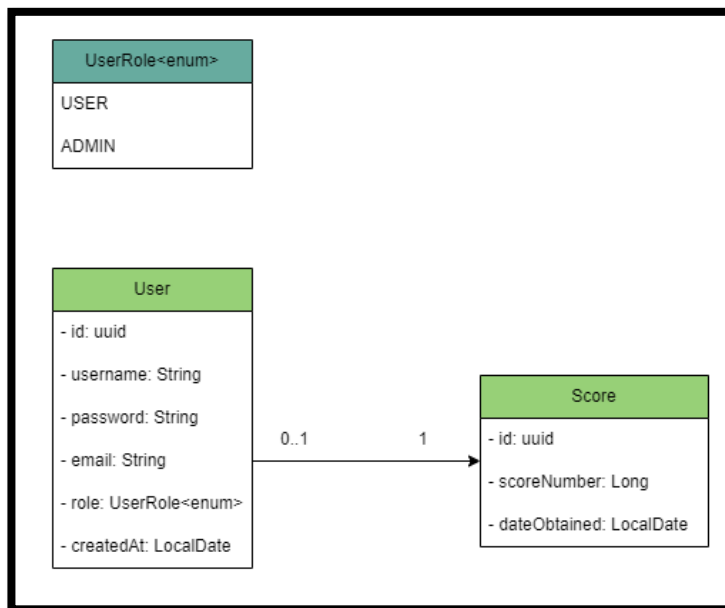 UserRole<enum>
USER
ADMIN
User
- id: uuid
- username: String
- password: String
- email: String
- role: UserRole<enum>
- createdAt: LocalDate
0..1
1
Score
- id: uuid
- scoreNumber: Long
- dateObtained: LocalDate